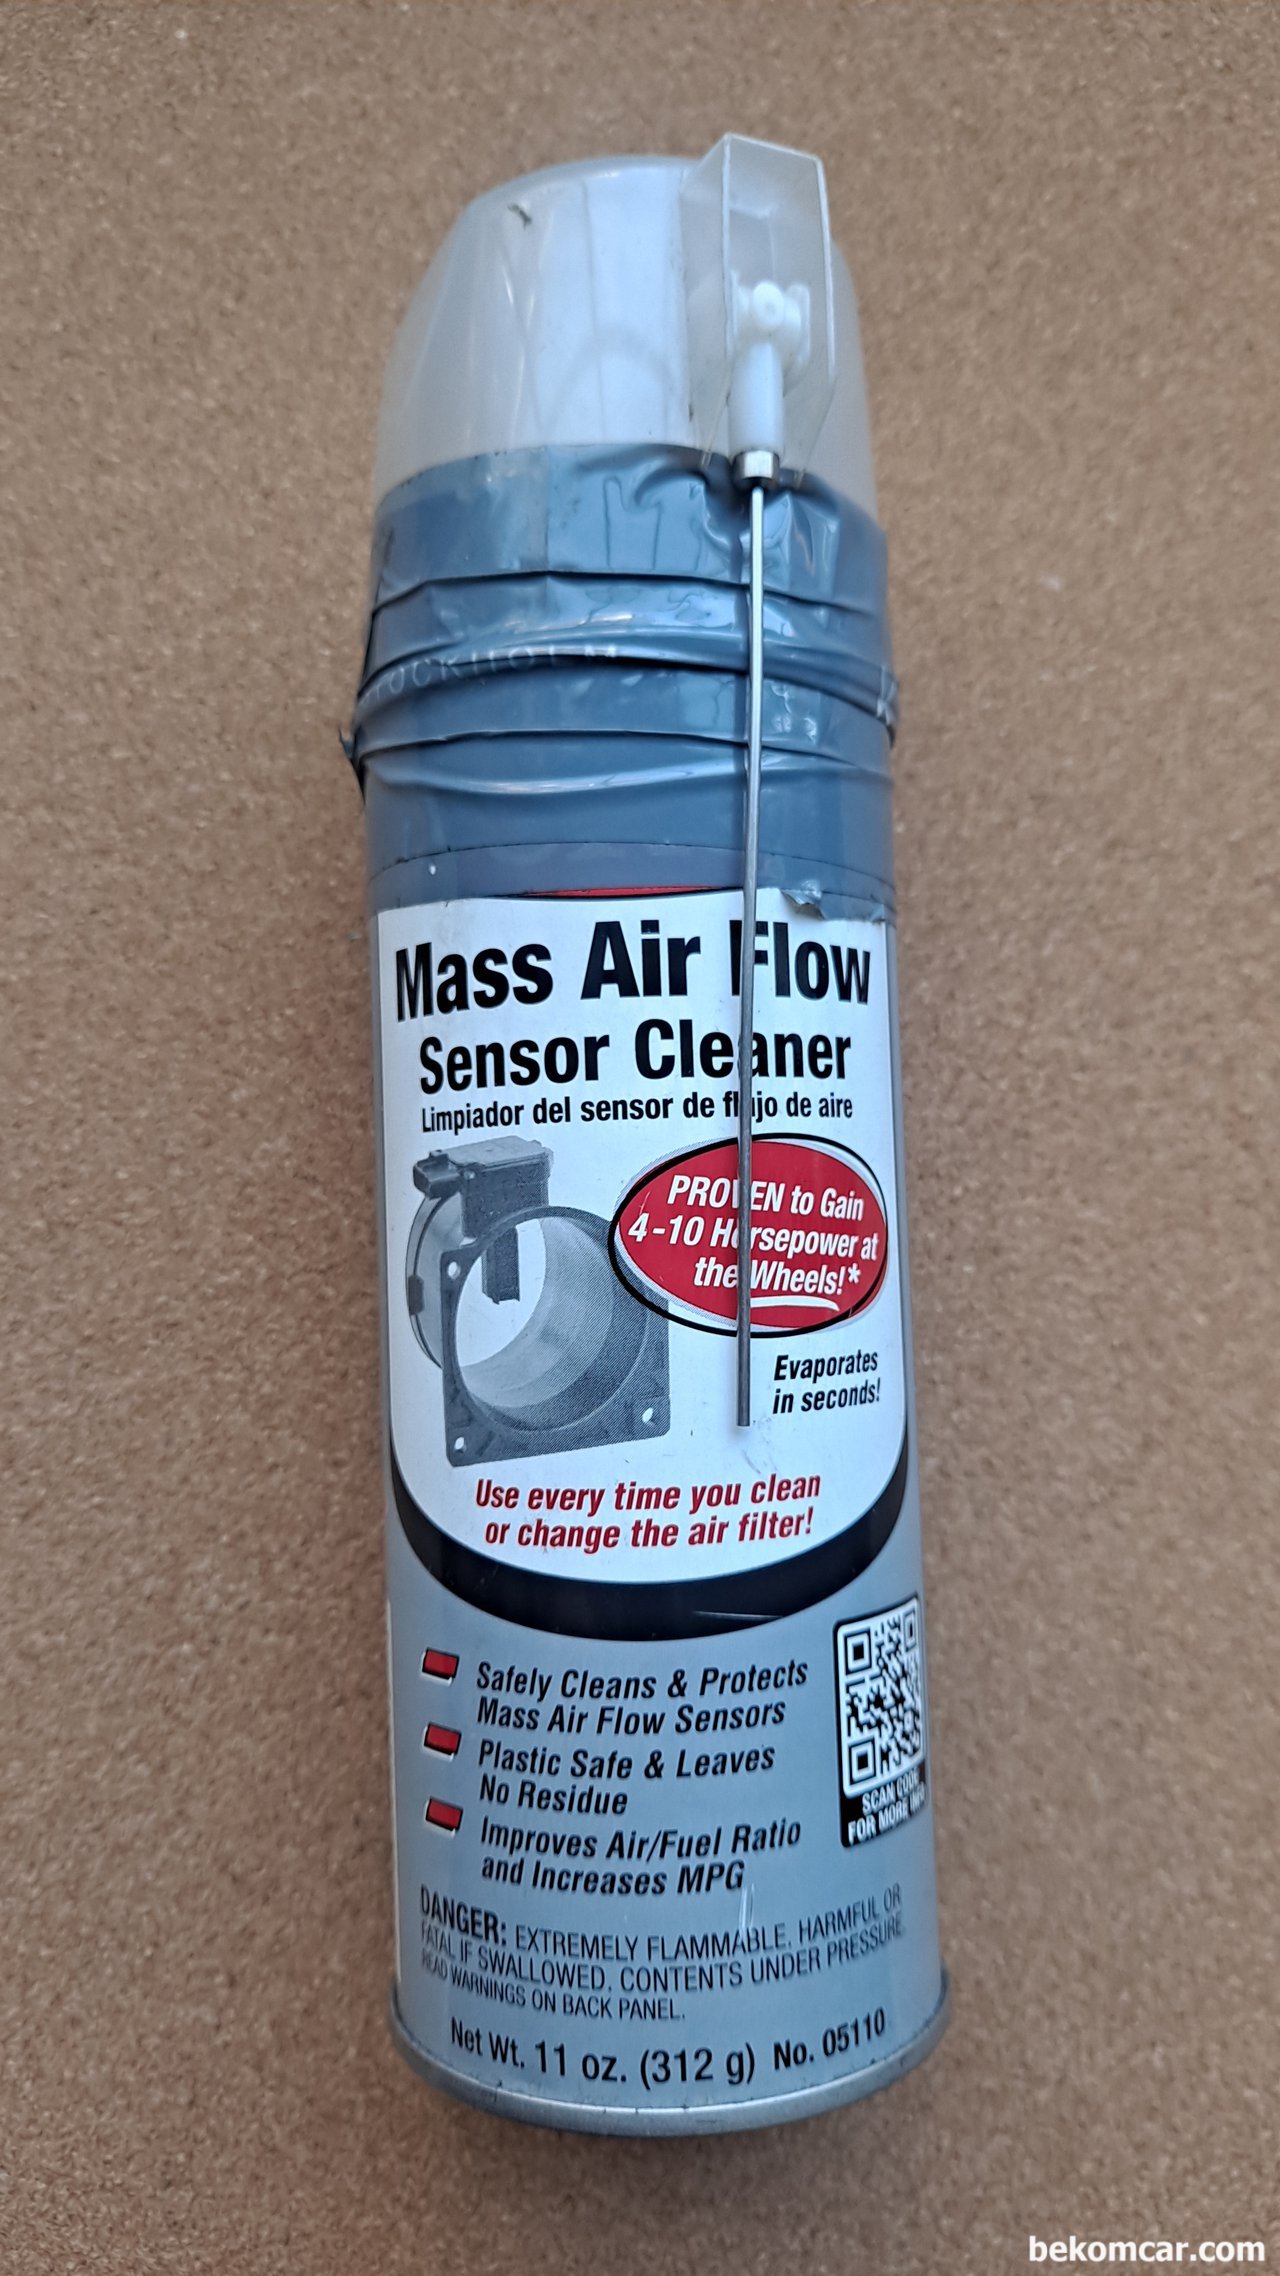 Mass Air Flow
Sensor Cleaner
Limpiador del sensor de flujo de aire
PROVEN to Gain
4-10 Horsepower at
the Wheels!*
Evaporates
in seconds!
Use every time you clean
or change the air filter!
Safely Cleans & Protects
Mass Air Flow Sensors
Plastic Safe & Leaves
No Residue
Improves Air/Fuel Ratio
and Increases MPG
SCAN CODE
FOR MORE INFO
DANGER: EXTREMELY FLAMMABLE. HARMFUL OR
FATAL IF SWALLOWED. CONTENTS UNDER PRESSURE.
READ WARNINGS ON BACK PANEL.
Net Wt. 11 oz. (312 g) No. 05110
bekomcar.com